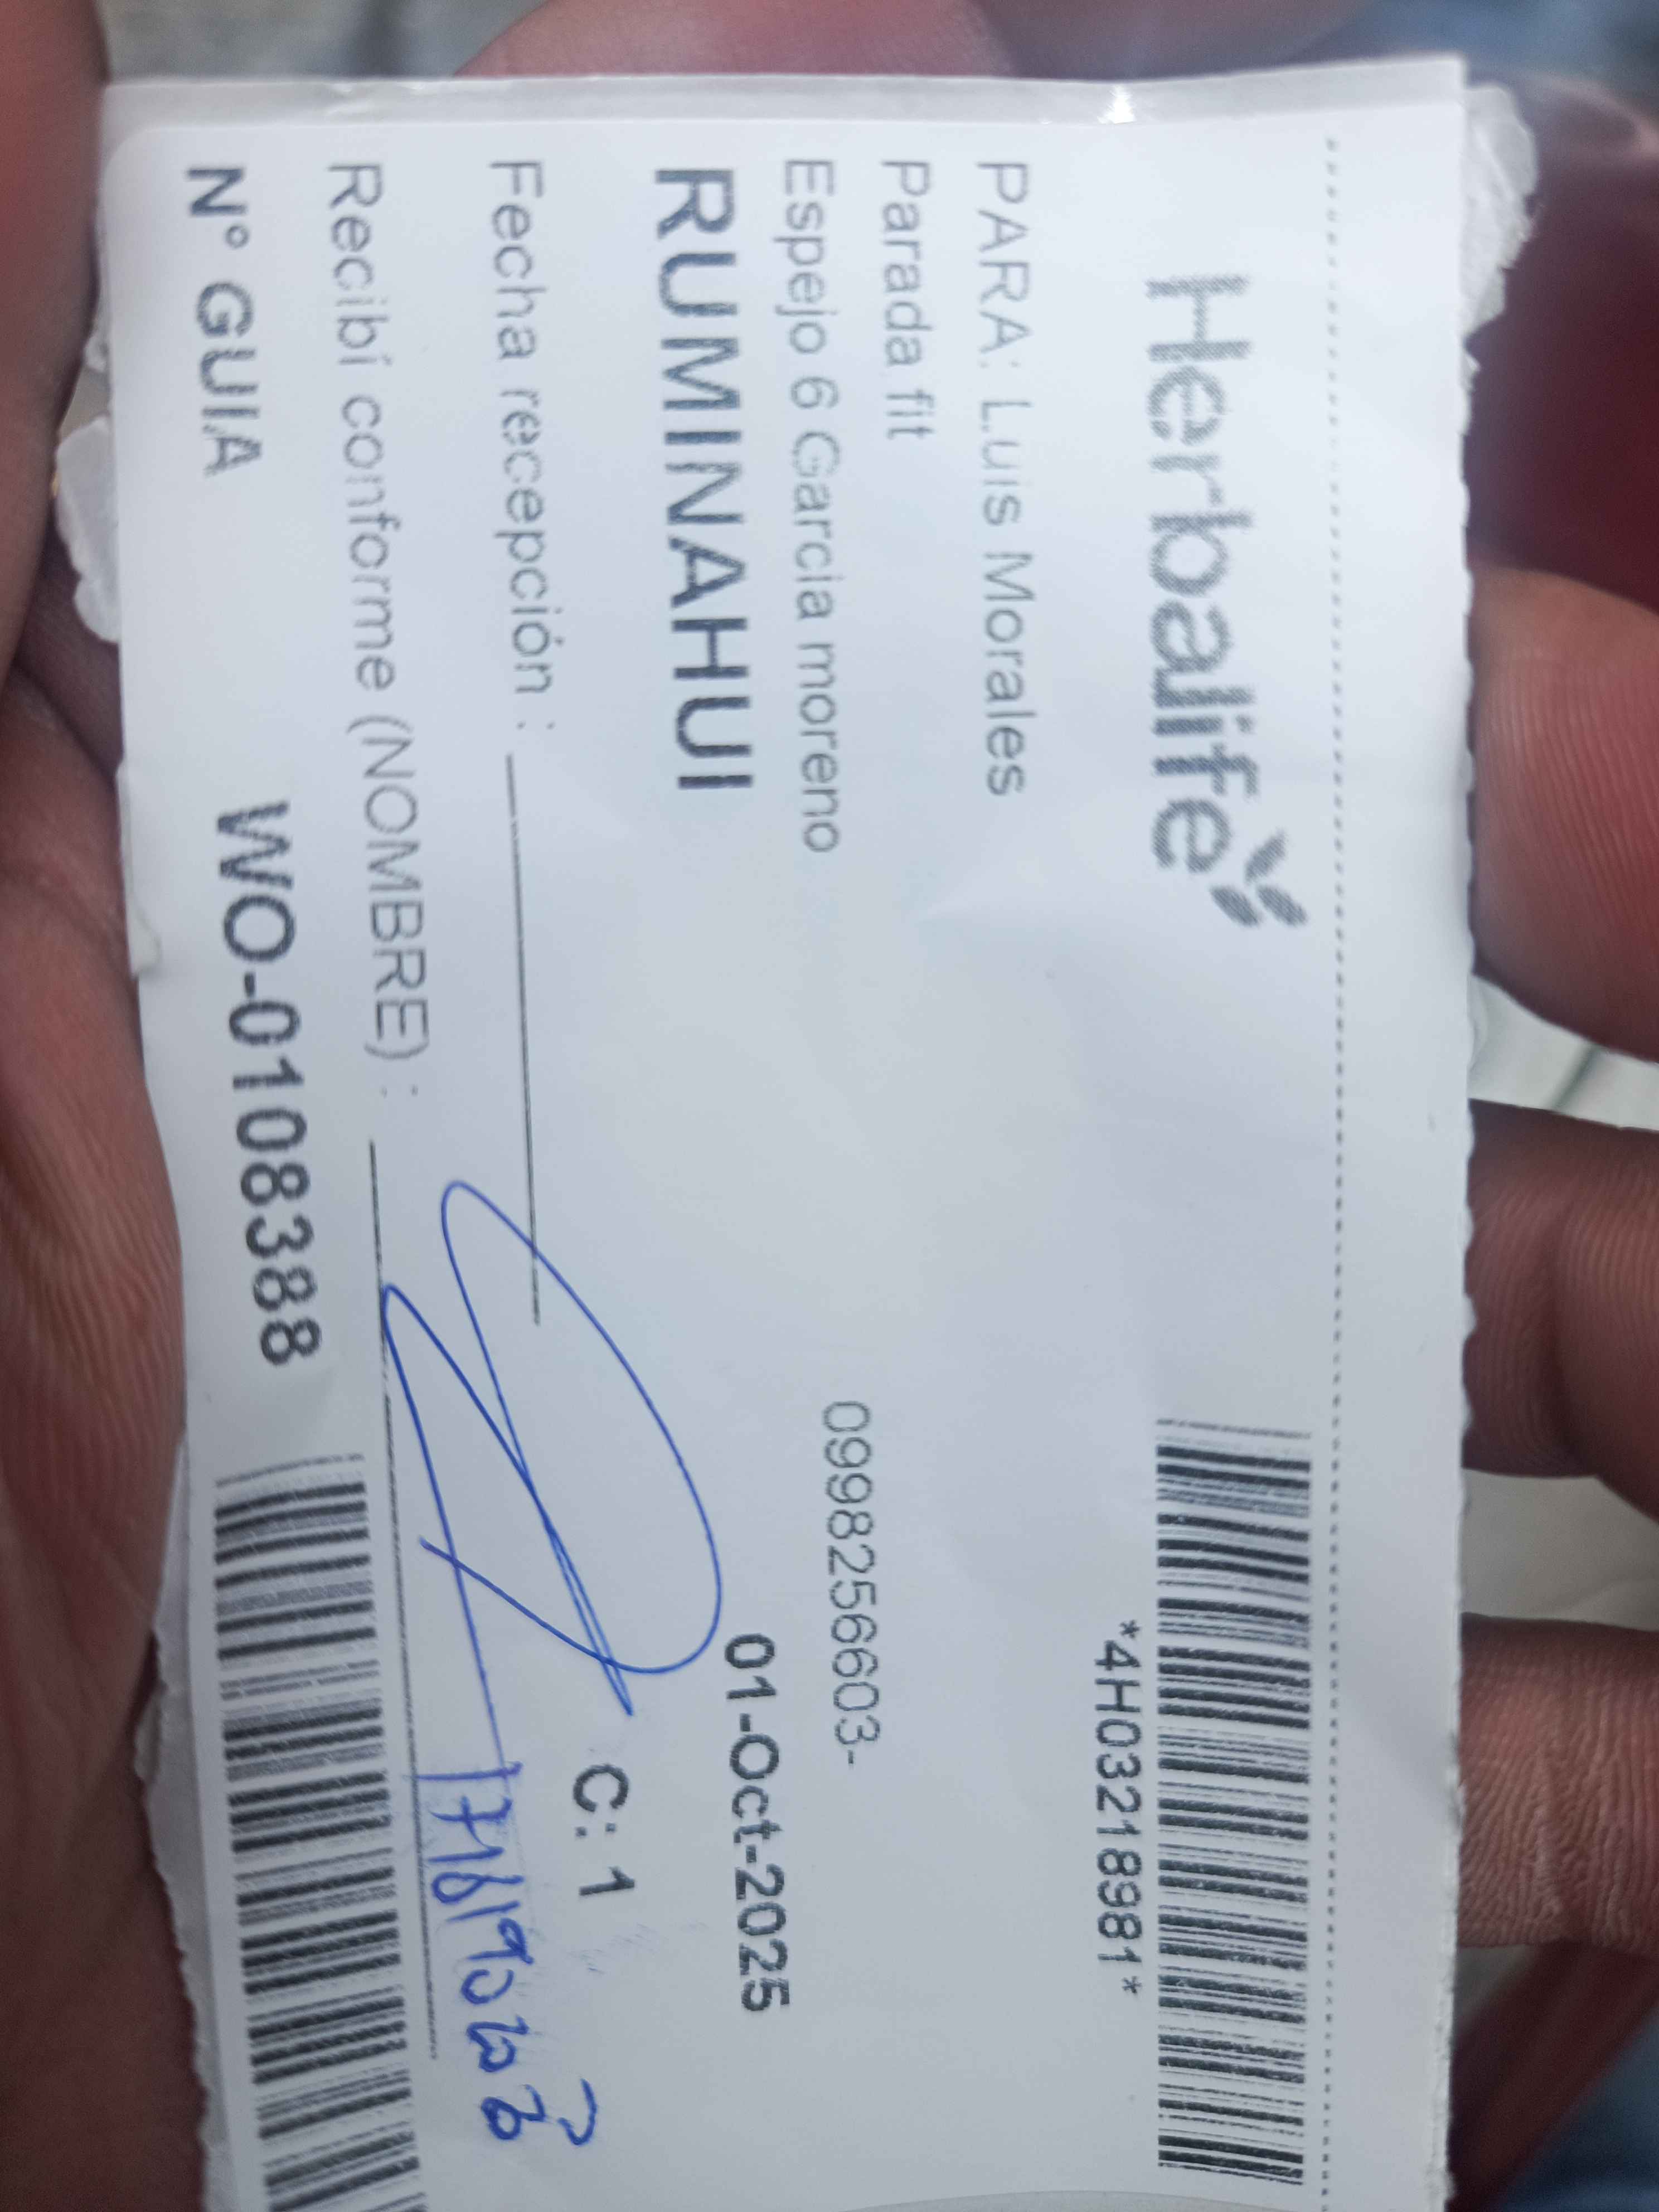 Herbalife
*4H03218981*
PARA: Luis Morales
Parada fit
Espejo 6 Garcia moreno
0998256603-
RUMINAHUI
01-Oct-2025
Fecha recepción :
C: 1
Recibí conforme (NOMBRE) :
N° GUIA WO-0108388